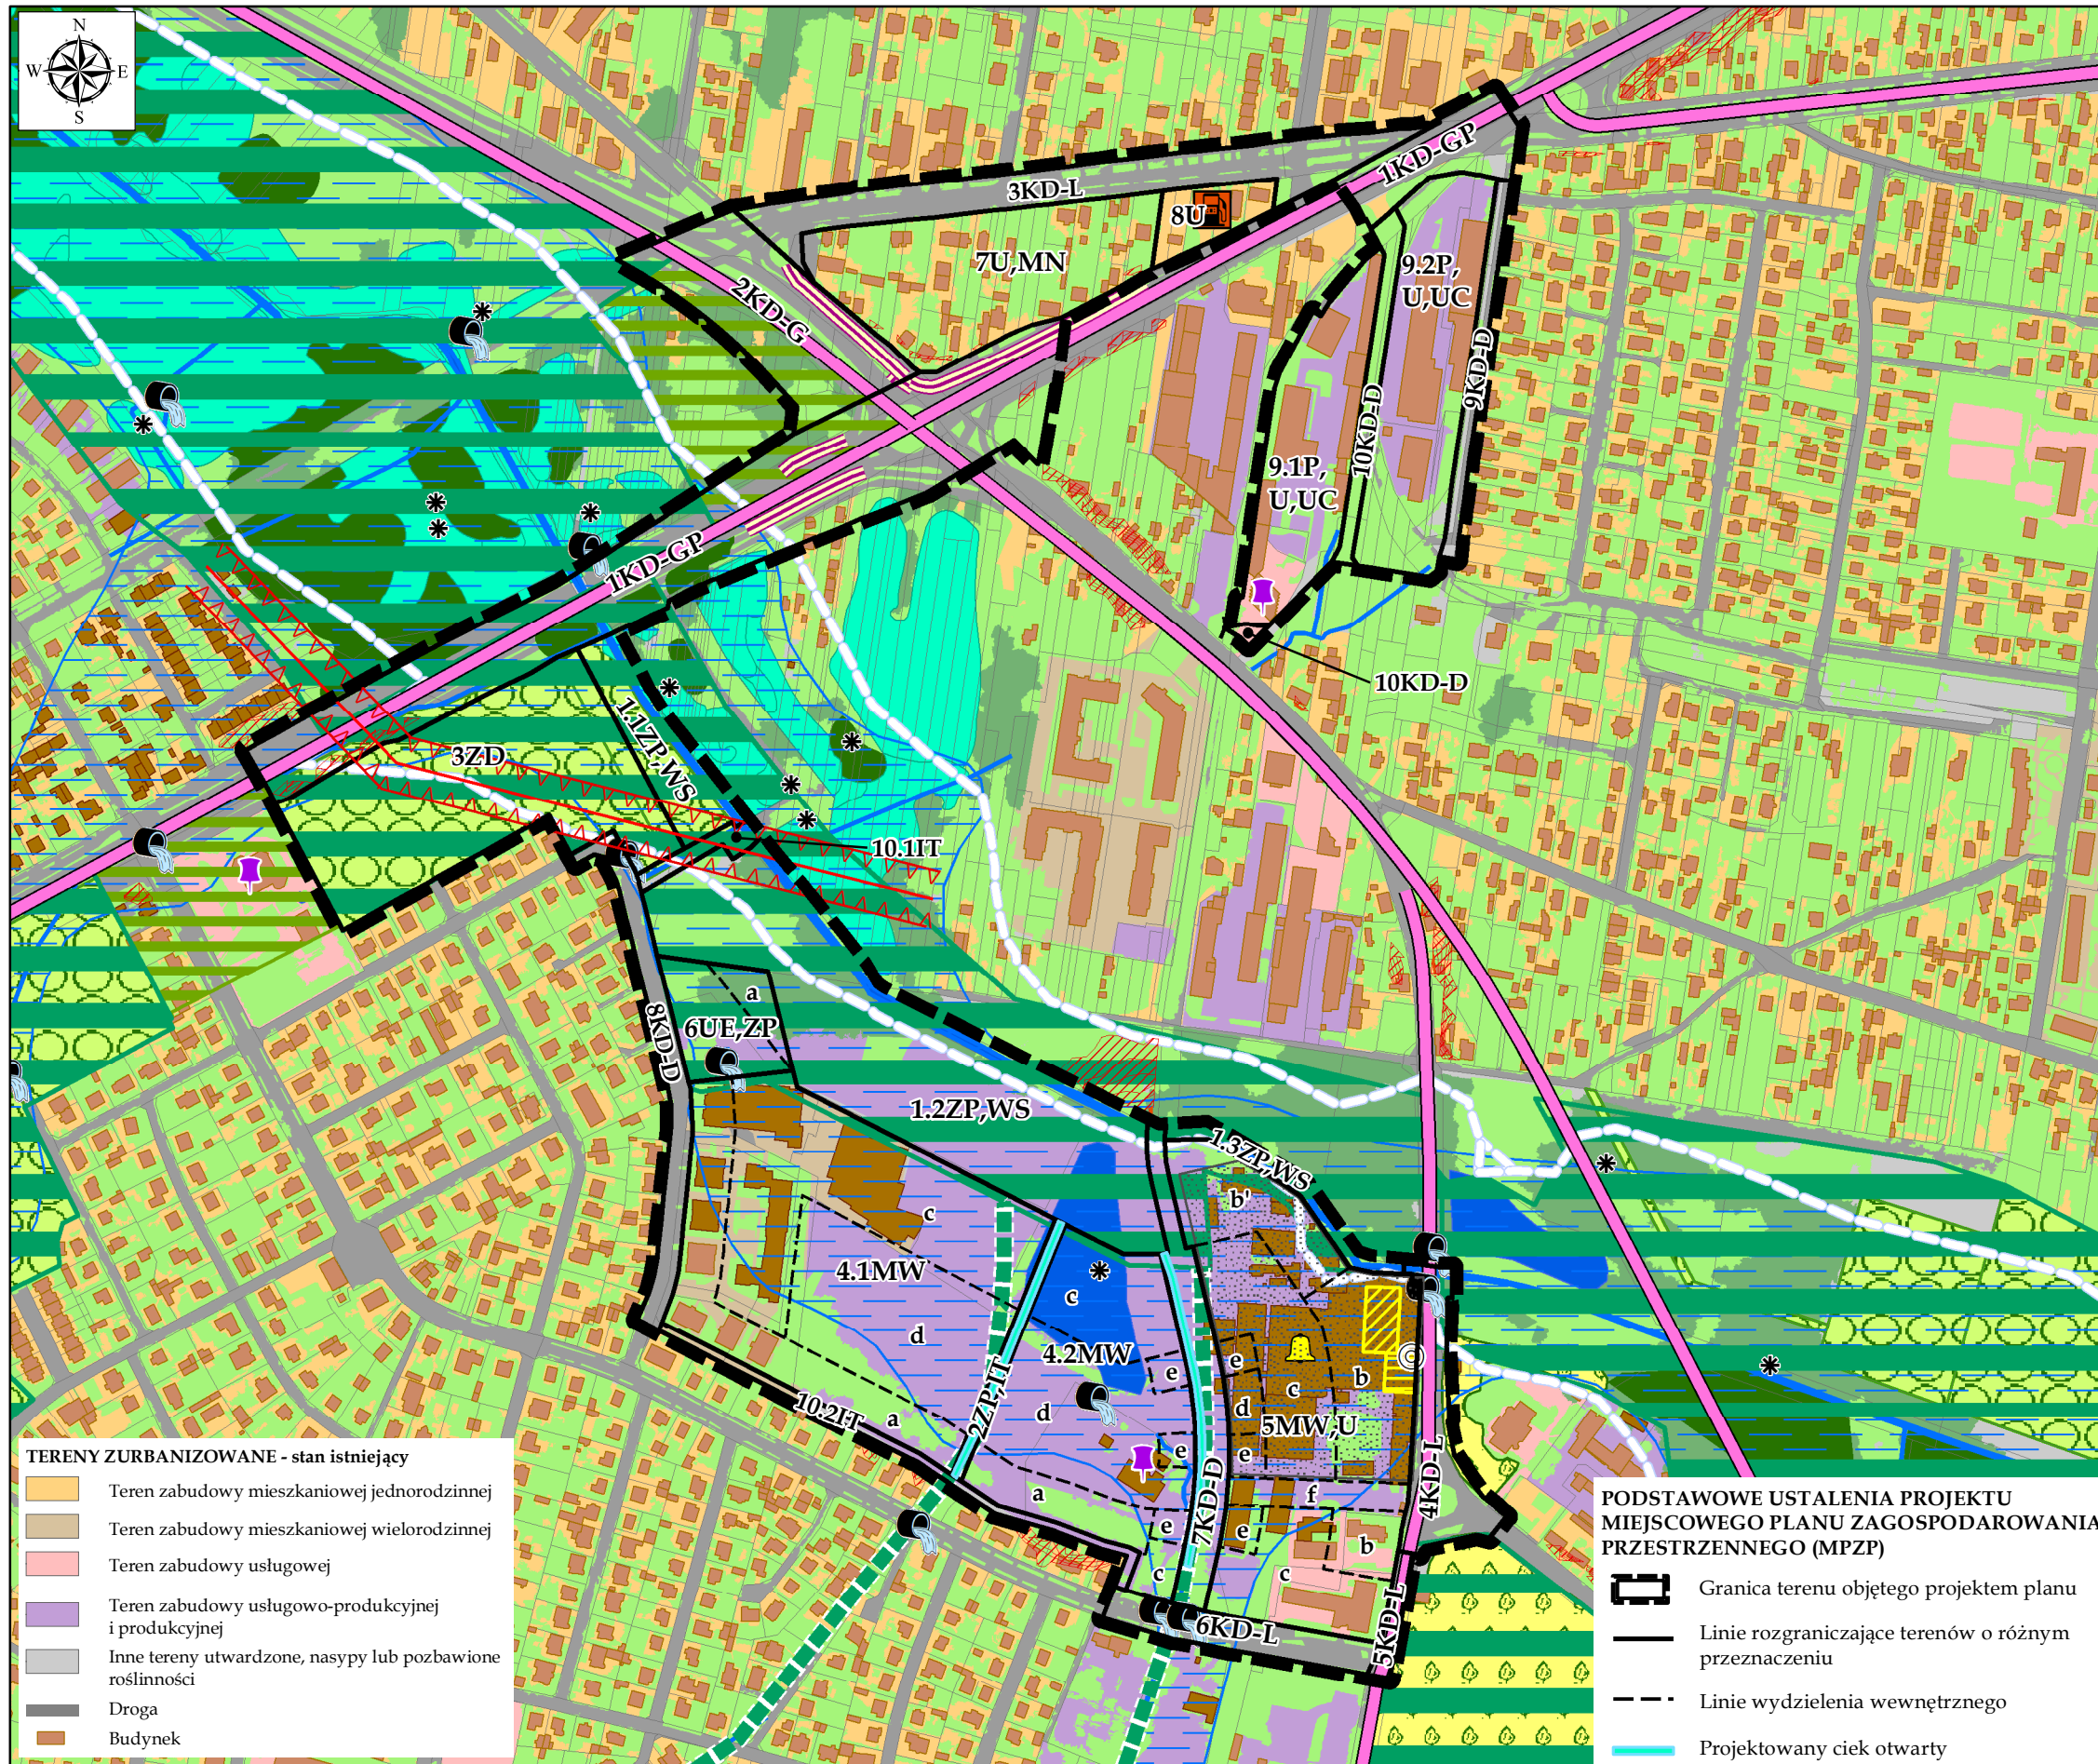 N
W E
S
3KD-L
1KD-GP
8U
7U,MN
2KD-G
9.2P,
U,UC
9KD-D
10KD-D
9.1P,
U,UC
1KD-GP
10KD-D
1.1ZP,WS
3ZD
10.1IT
a
6UE,ZP
8KD-D
1.2ZP,WS
1.3ZP,WS
b'
c
4.1MW
c
d
4.2MW
e
e
c
b
2ZP,IT
10.2IT
a
d
d
5MW,U
e
e
a
f
4KD-L
7KD-D
e
e
b
c
c
6KD-L
5KD-L
TERENY ZURBANIZOWANE - stan istniejący
Teren zabudowy mieszkaniowej jednorodzinnej
Teren zabudowy mieszkaniowej wielorodzinnej
Teren zabudowy usługowej
Teren zabudowy usługowo-produkcyjnej
i produkcyjnej
Inne tereny utwardzone, nasypy lub pozbawione
roślinności
Droga
Budynek
PODSTAWOWE USTALENIA PROJEKTU
MIEJSCOWEGO PLANU ZAGOSPODAROWANIA
PRZESTRZENNEGO (MPZP)
Granica terenu objętego projektem planu
Linie rozgraniczające terenów o różnym
przeznaczeniu
Linie wydzielenia wewnętrznego
Projektowany ciek otwarty